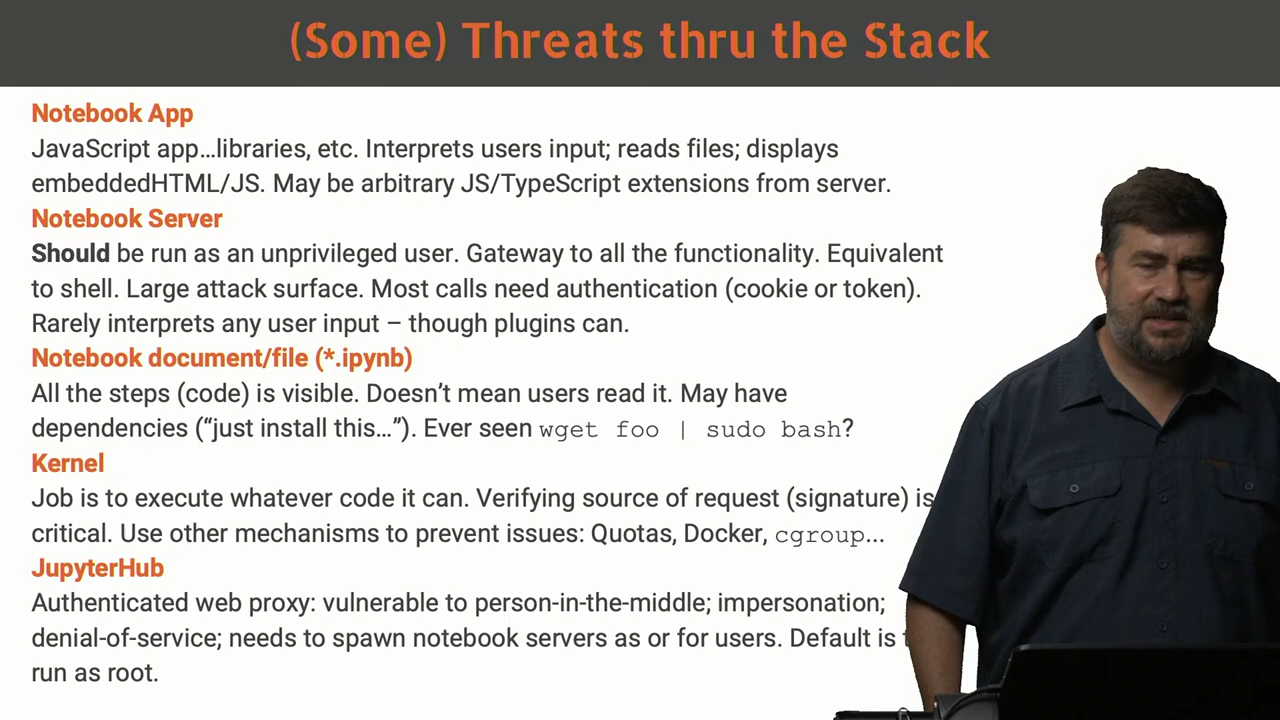 (Some) Threats thru the Stack
Notebook App
JavaScript app…libraries, etc. Interprets users input; reads files; displays
embeddedHTML/JS. May be arbitrary JS/TypeScript extensions from server.
Notebook Server
Should be run as an unprivileged user. Gateway to all the functionality. Equivalent
to shell. Large attack surface. Most calls need authentication (cookie or token).
Rarely interprets any user input – though plugins can.
Notebook document/file (*.ipynb)
All the steps (code) is visible. Doesn’t mean users read it. May have
dependencies (“just install this…”). Ever seen wget foo | sudo bash?
Kernel
Job is to execute whatever code it can. Verifying source of request (signature) is
critical. Use other mechanisms to prevent issues: Quotas, Docker, cgroup…
JupyterHub
Authenticated web proxy: vulnerable to person-in-the-middle; impersonation;
denial-of-service; needs to spawn notebook servers as or for users. Default is
run as root.